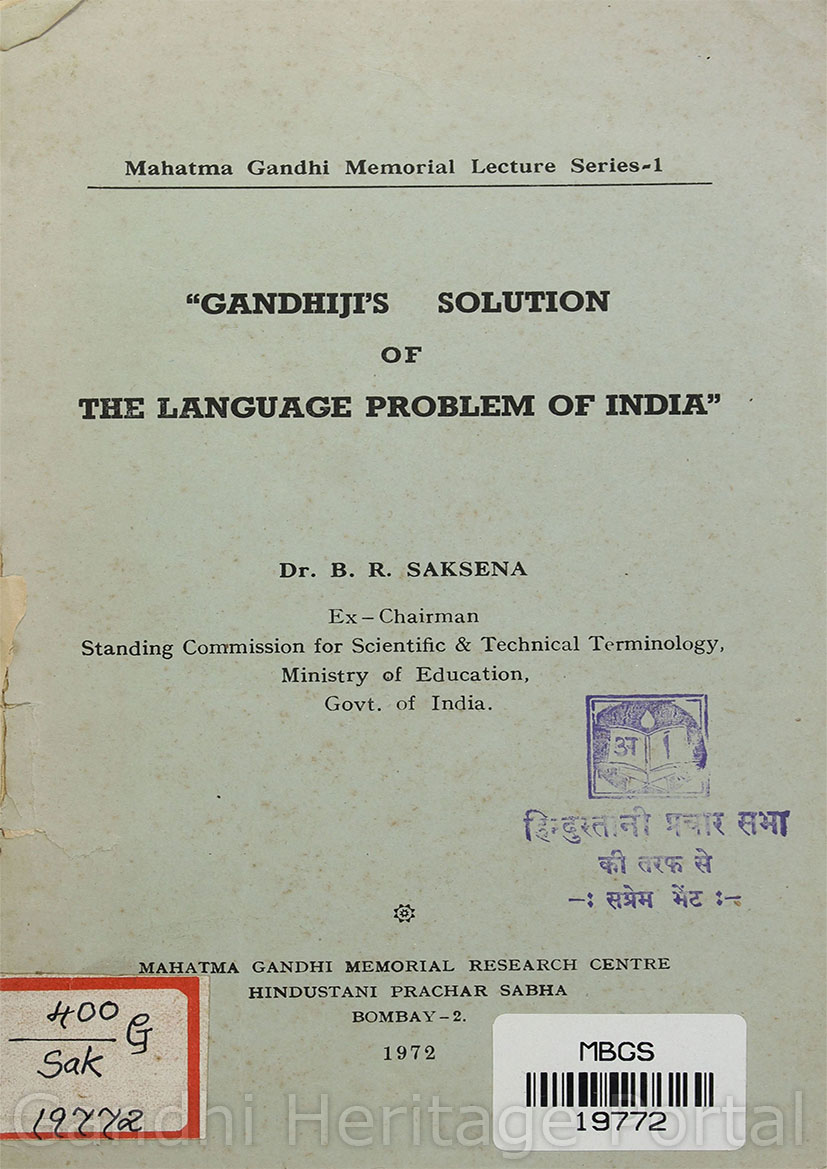 Mahatma Gandhi Memorial Lecture Series-1
“GANDHIJI’S SOLUTION
OF
THE LANGUAGE PROBLEM OF INDIA”
Dr. B. R. SAKSENA
Ex – Chairman
Standing Commission for Scientific & Technical Terminology,
Ministry of Education,
Govt. of India.
अ ا
हिन्दुस्तानी प्रचार सभा
की तरफ से
–: सप्रेम भेंट :–
MAHATMA GANDHI MEMORIAL RESEARCH CENTRE
HINDUSTANI PRACHAR SABHA
BOMBAY – 2.
1972
400 G
Sak
19772
MBGS
19772
Gandhi Heritage Portal